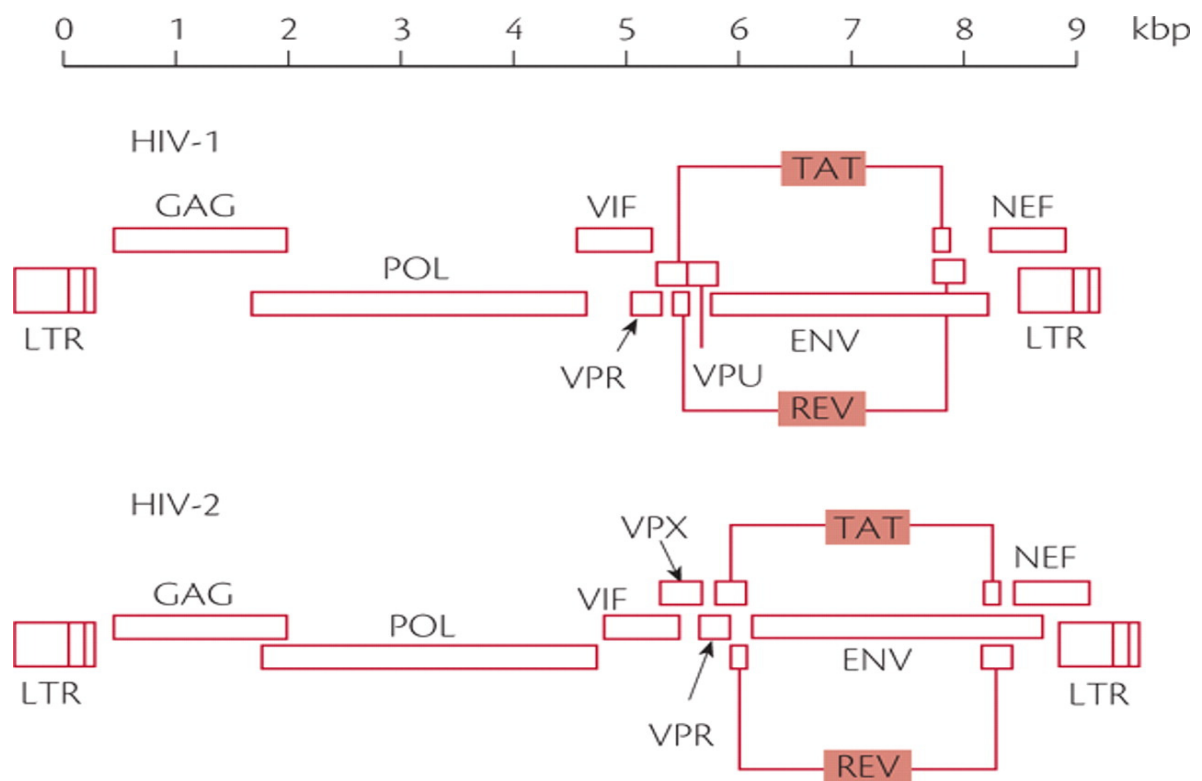 0 1 2 3 4 5 6 7 8 9 kbp
HIV-1
TAT
GAG VIF NEF
POL
LTR ENV LTR
VPR VPU
REV
HIV-2
VPX TAT
NEF
GAG VIF
POL ENV
LTR LTR
VPR
REV